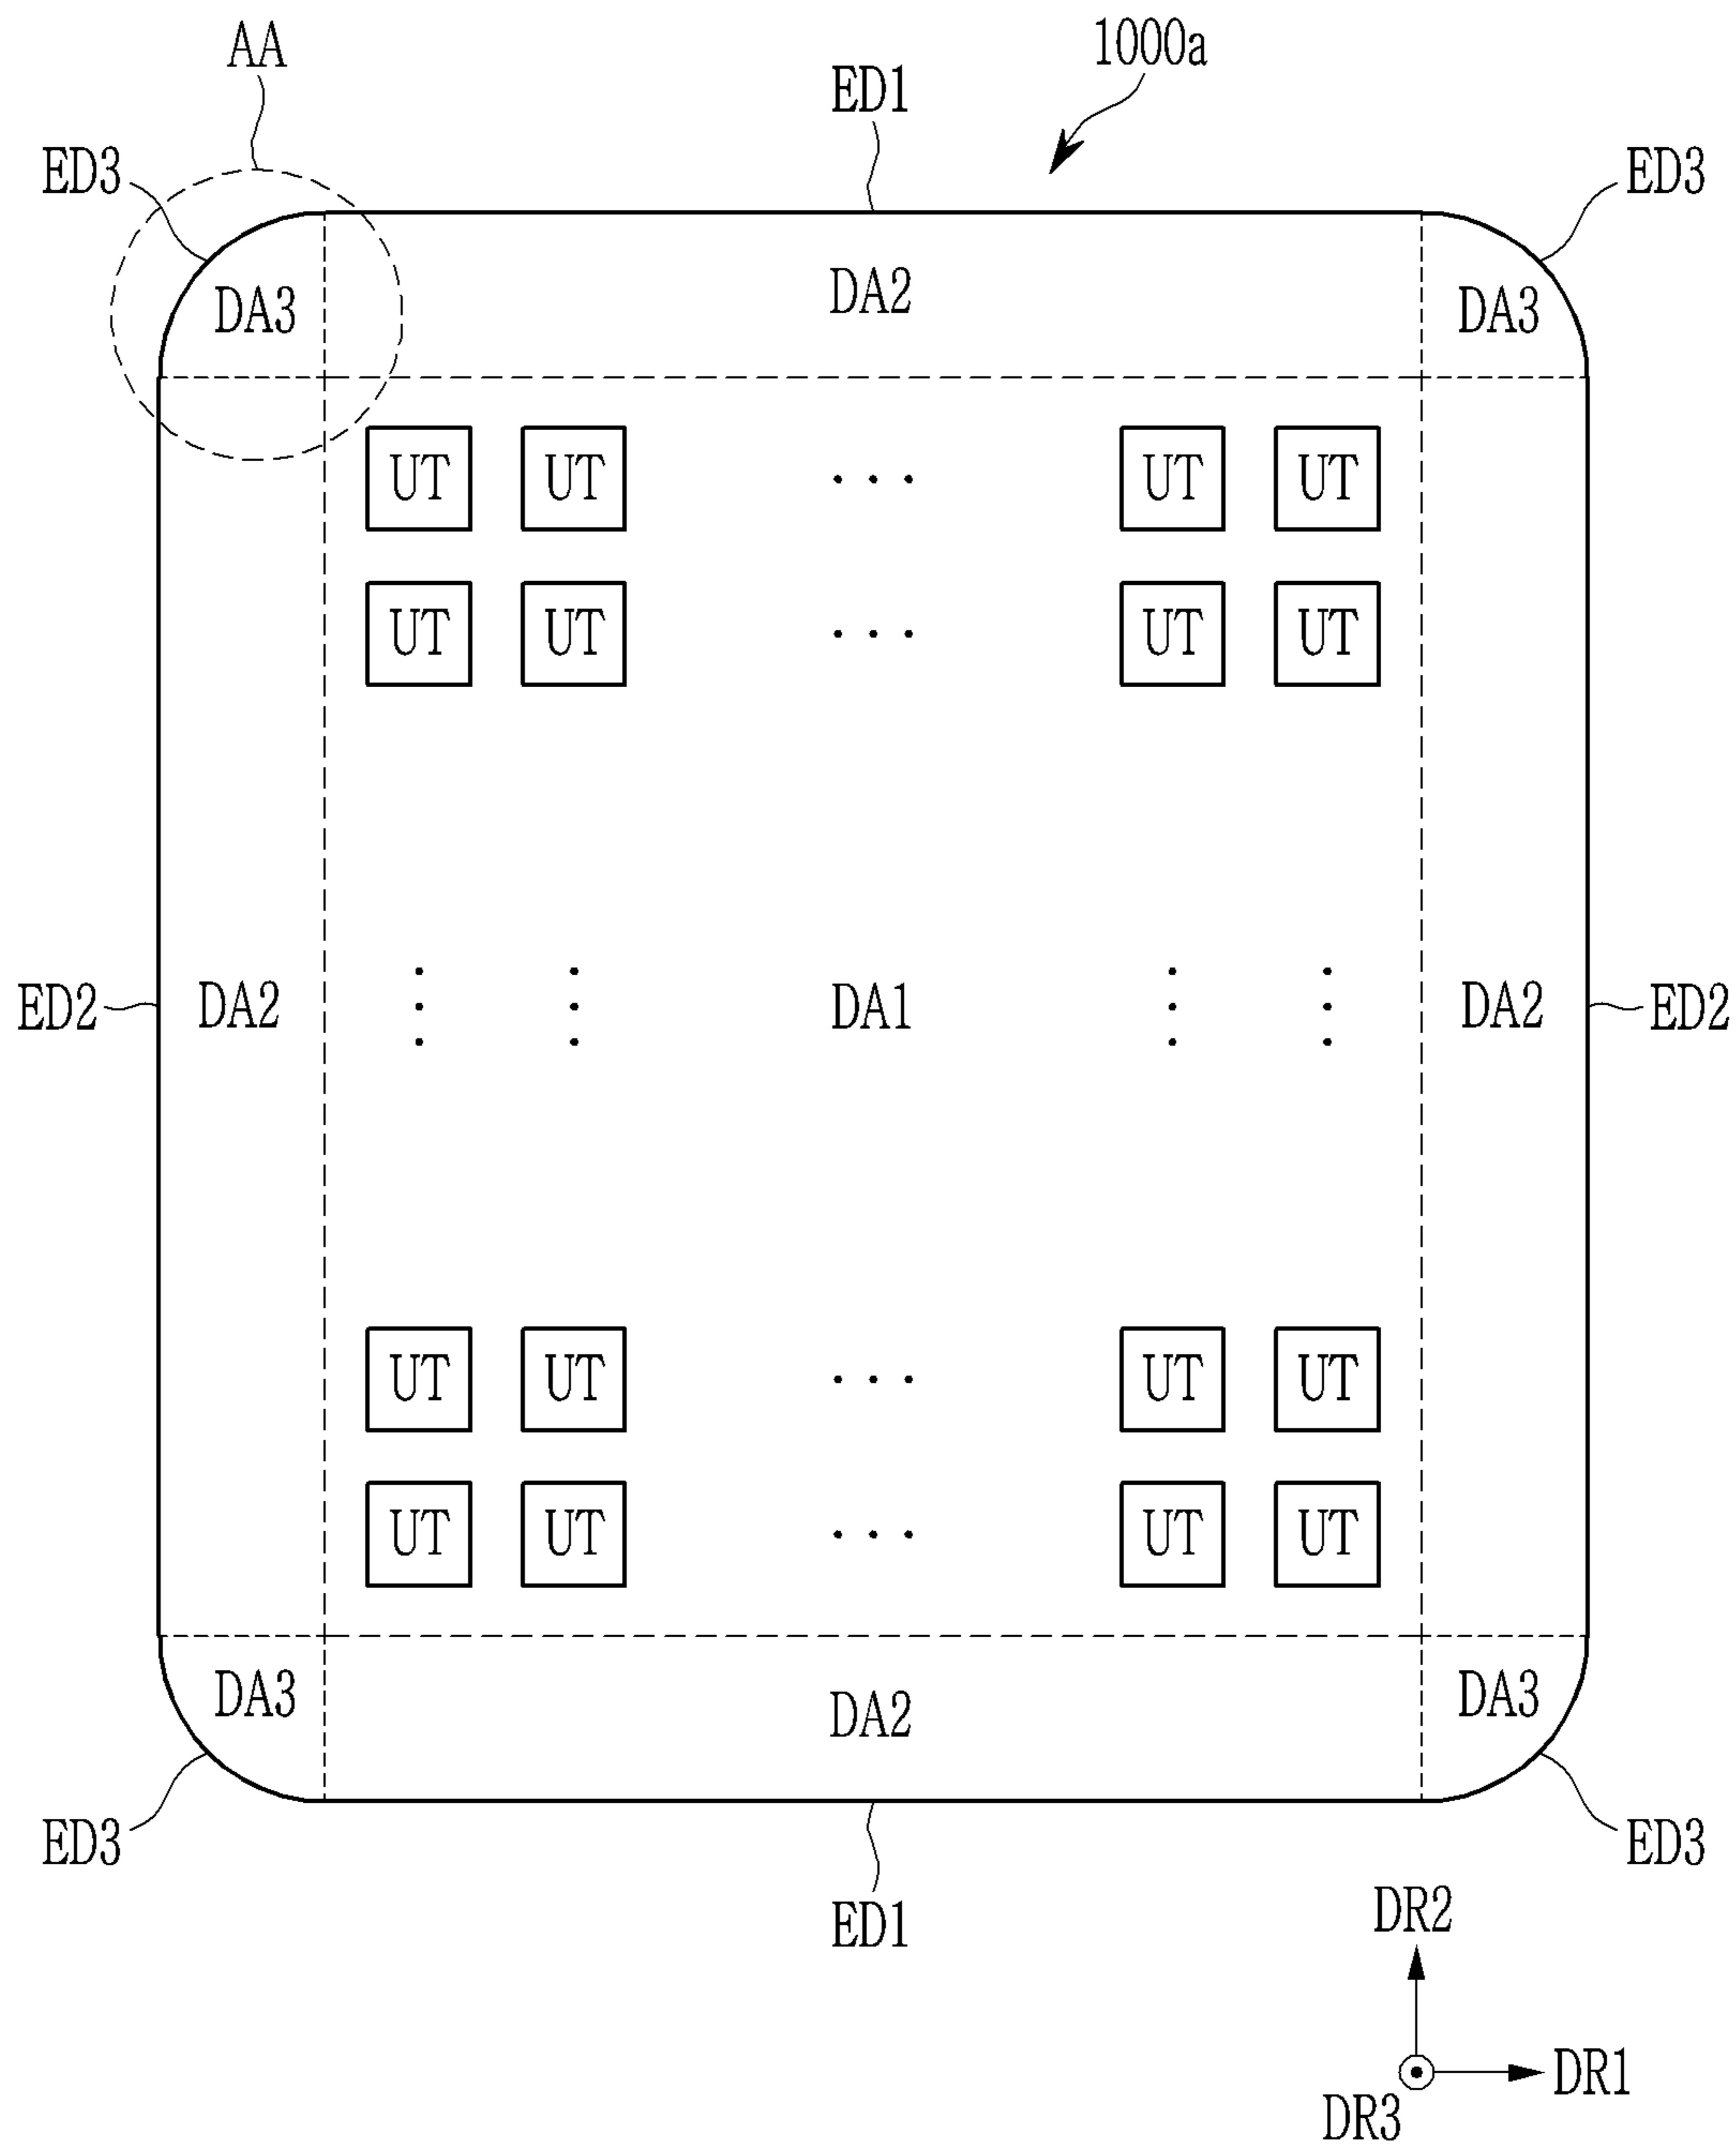 AA
1000a
ED1
ED3
ED3
DA2
DA3
DA3
UT UT ... UT UT
UT UT ... UT UT
ED2 DA2 DA1 DA2 ED2
UT UT ... UT UT
UT UT ... UT UT
DA3
DA3
DA2
ED3
ED3
ED1
DR2
DR1
DR3